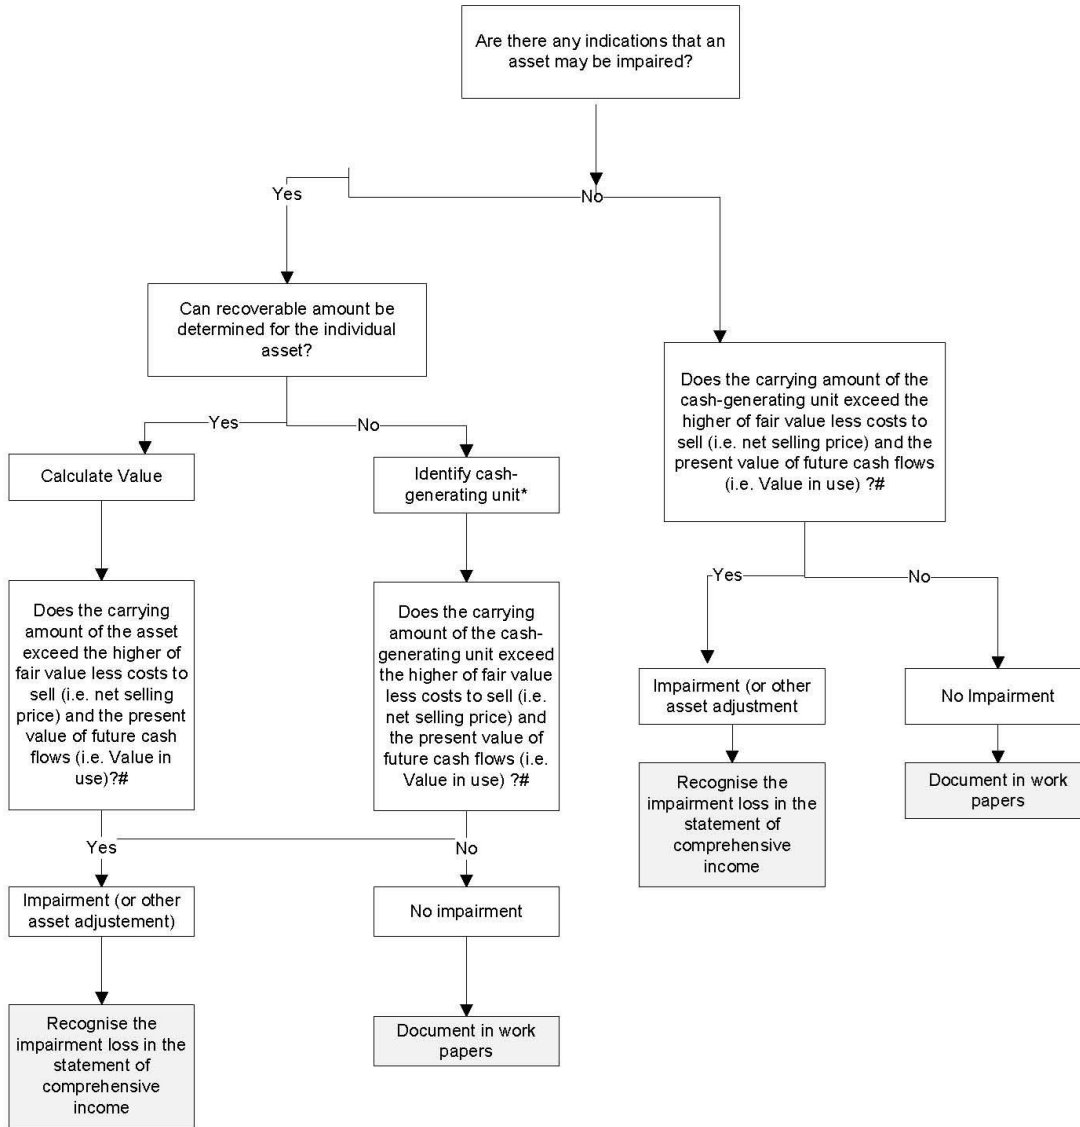 Are there any indications that an
asset may be impaired?
Yes
No
Can recoverable amount be
determined for the individual
asset?
Does the carrying amount of the
cash-generating unit exceed the
higher of fair value less costs to
sell (i.e. net selling price) and the
present value of future cash flows
(i.e. Value in use) ?#
Yes
No
Calculate Value
Identify cash-
generating unit*
Does the carrying
amount of the asset
exceed the higher of
fair value less costs to
sell (i.e. net selling
price) and the present
value of future cash
flows (i.e. Value in
use)?#
Does the carrying
amount of the cash-
generating unit exceed
the higher of fair value
less costs to sell (i.e.
net selling price) and
the present value of
future cash flows (i.e.
Value in use) ?#
Yes
No
Impairment (or other
asset adjustment
No Impairment
Recognise the
impairment loss in the
statement of
comprehensive
income
Document in work
papers
Yes
No
Impairment (or other
asset adjustement)
No impairment
Recognise the
impairment loss in the
statement of
comprehensive
income
Document in work
papers